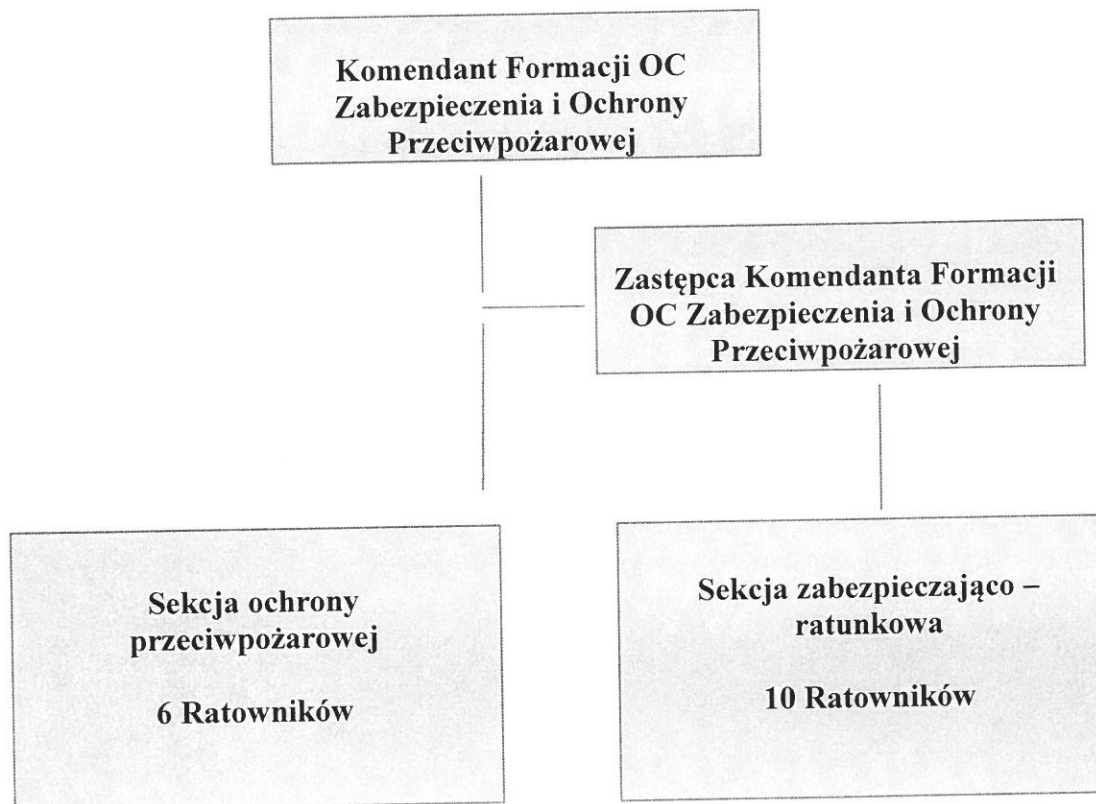 Komendant Formacji OC
Zabezpieczenia i Ochrony
Przeciwpożarowej
Zastępca Komendanta Formacji
OC Zabezpieczenia i Ochrony
Przeciwpożarowej
Sekcja ochrony
przeciwpożarowej
6 Ratowników
Sekcja zabezpieczająco –
ratunkowa
10 Ratowników